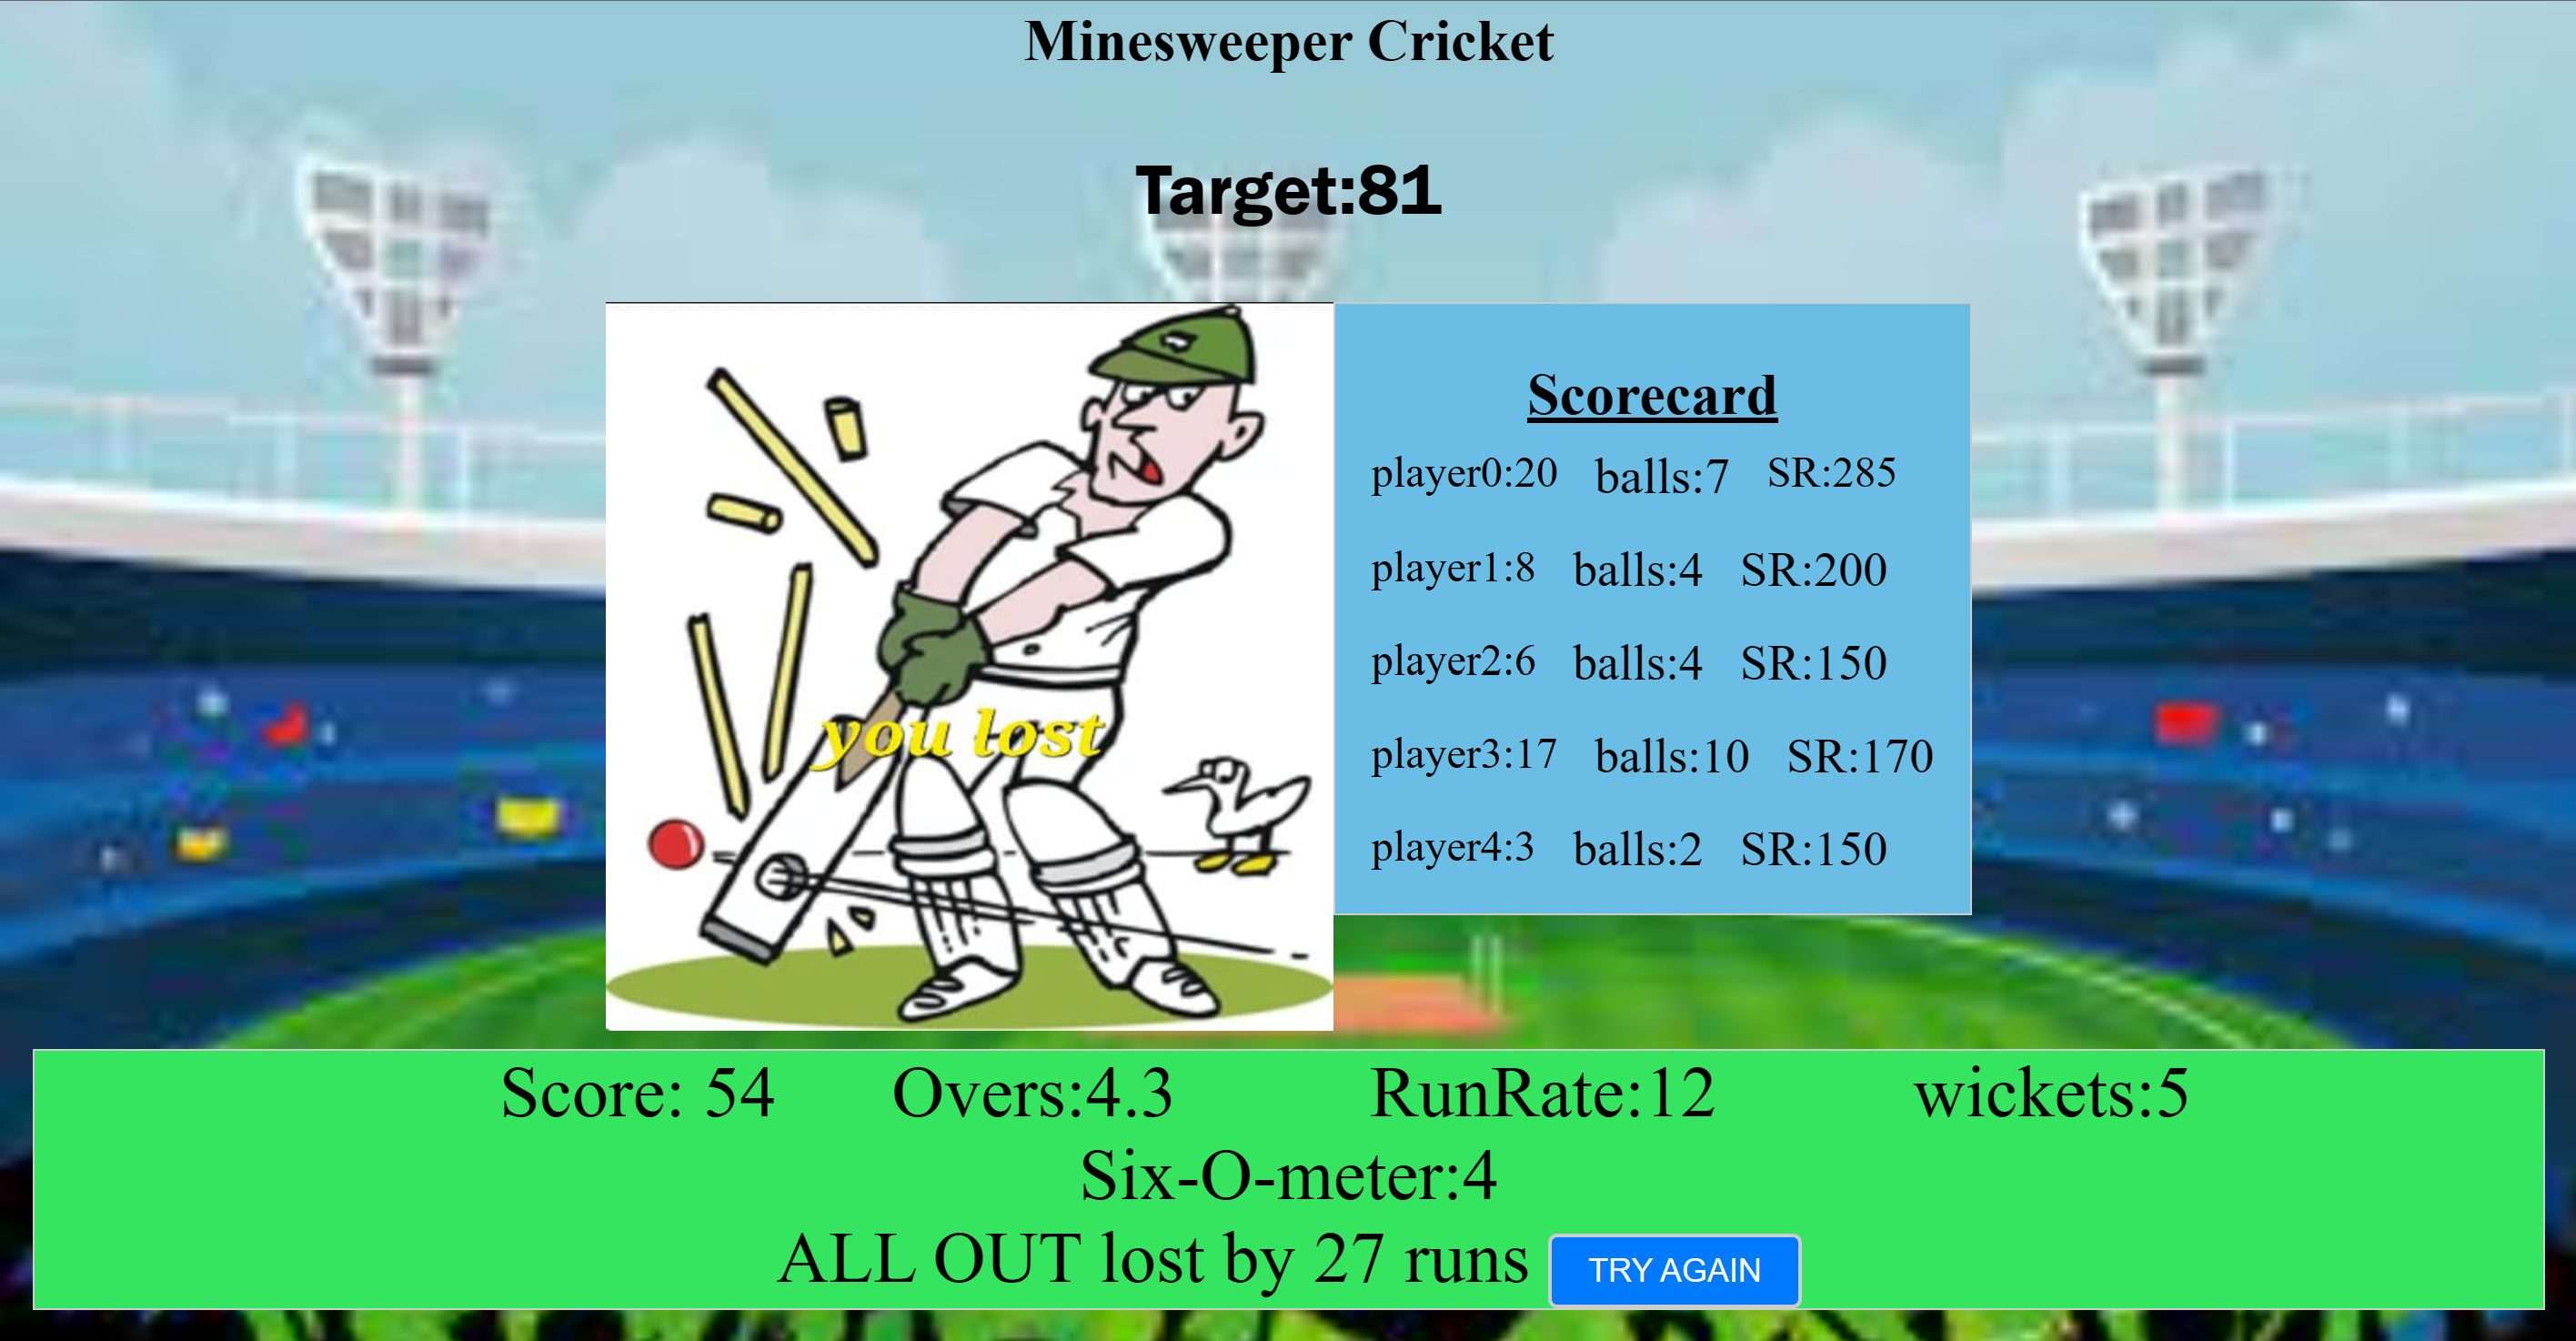 Minesweeper Cricket
Target:81
you lost
Scorecard
player0:20 balls:7 SR:285
player1:8 balls:4 SR:200
player2:6 balls:4 SR:150
player3:17 balls:10 SR:170
player4:3 balls:2 SR:150
Score: 54 Overs:4.3 RunRate:12 wickets:5
Six-O-meter:4
ALL OUT lost by 27 runs TRY AGAIN